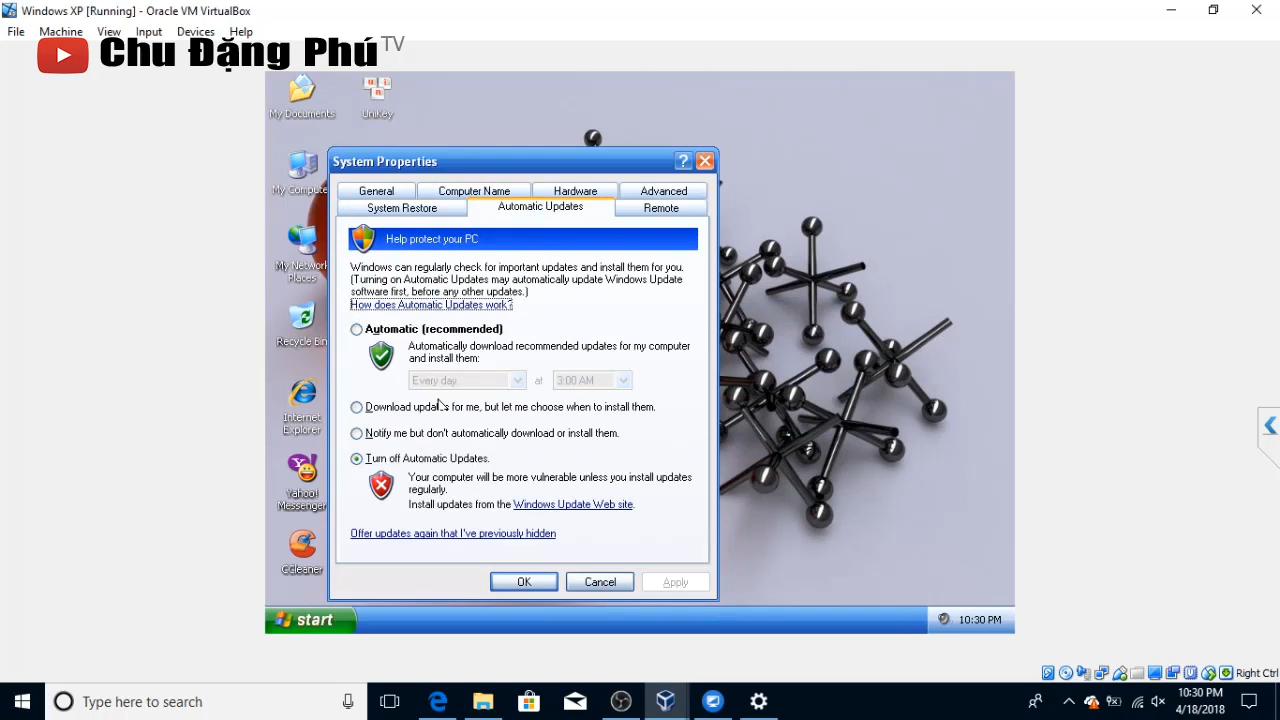 Windows XP [Running] - Oracle VM VirtualBox
File Machine View Input Devices Help
Chu Đặng Phú TV
My Documents
UniKey
System Properties
General Computer Name Hardware Advanced
System Restore Automatic Updates Remote
Help protect your PC
Windows can regularly check for important updates and install them for you.
(Turning on Automatic Updates may automatically update Windows Update
software first, before any other updates.)
How does Automatic Updates work?
Automatic (recommended)
Automatically download recommended updates for my computer
and install them:
Every day at 3:00 AM
Download updates for me, but let me choose when to install them.
Notify me but don't automatically download or install them.
Turn off Automatic Updates.
Your computer will be more vulnerable unless you install updates
regularly.
Install updates from the Windows Update Web site.
Offer updates again that I've previously hidden
OK Cancel Apply
My Compute
My Network
Places
Recycle Bin
Internet
Explorer
Yahoo!
Messenger
CCleaner
start
10:30 PM
Right Ctrl
Type here to search
10:30 PM
4/18/2018